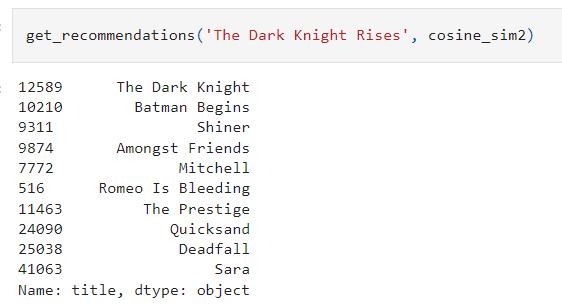 get_recommendations('The Dark Knight Rises', cosine_sim2)
12589 The Dark Knight
10210 Batman Begins
9311 Shiner
9874 Amongst Friends
7772 Mitchell
516 Romeo Is Bleeding
11463 The Prestige
24090 Quicksand
25038 Deadfall
41063 Sara
Name: title, dtype: object